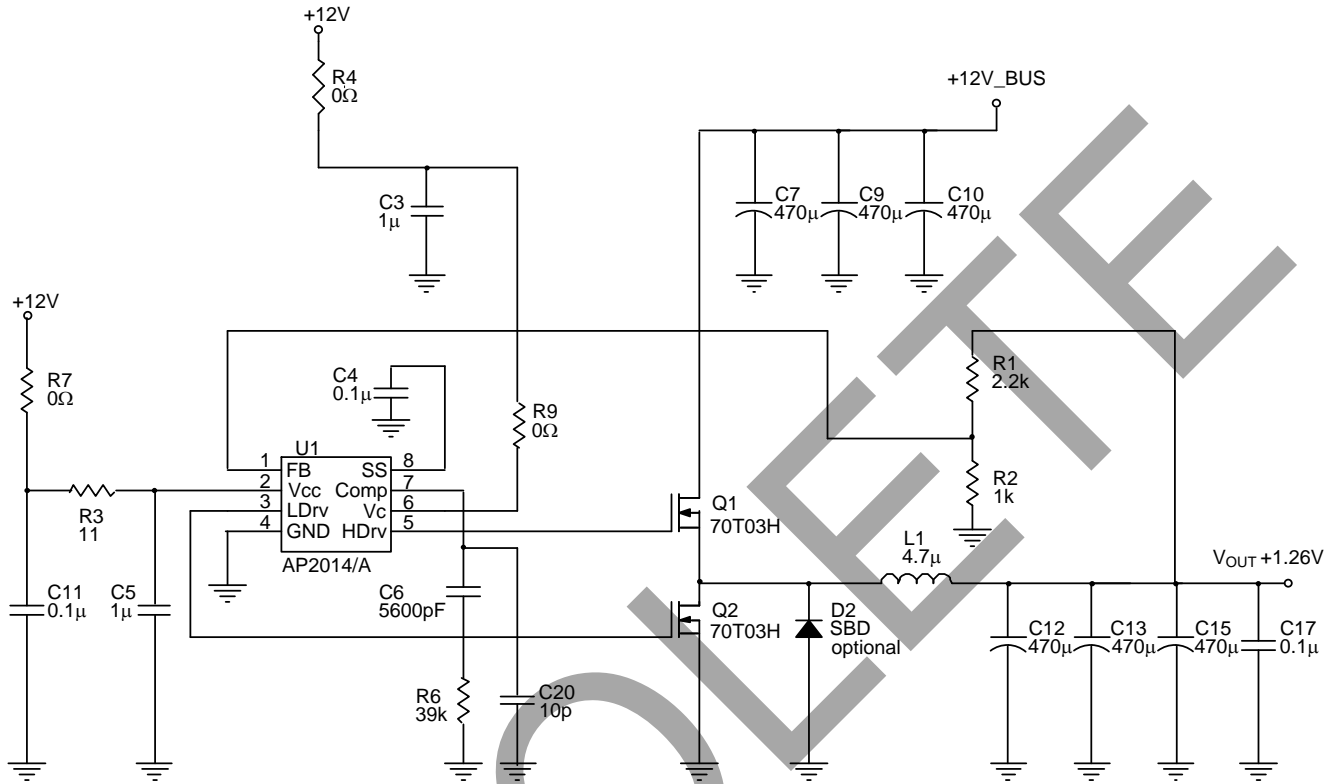 +12V
R4
0Ω
+12V_BUS
C3
1μ
C7
470μ
C9
470μ
C10
470μ
+12V
R7
0Ω
C4
0.1μ
R9
0Ω
R1
2.2k
R2
1k
R3
11
U1
1 FB SS 8
2 Vcc Comp 7
3 LDrv Vc 6
4 GND HDrv 5
AP2014/A
Q1
70T03H
L1
4.7μ
VOUT +1.26V
C11
0.1μ
C5
1μ
C6
5600pF
Q2
70T03H
D2
SBD
optional
C12
470μ
C13
470μ
C15
470μ
C17
0.1μ
R6
39k
C20
10p
OLETE